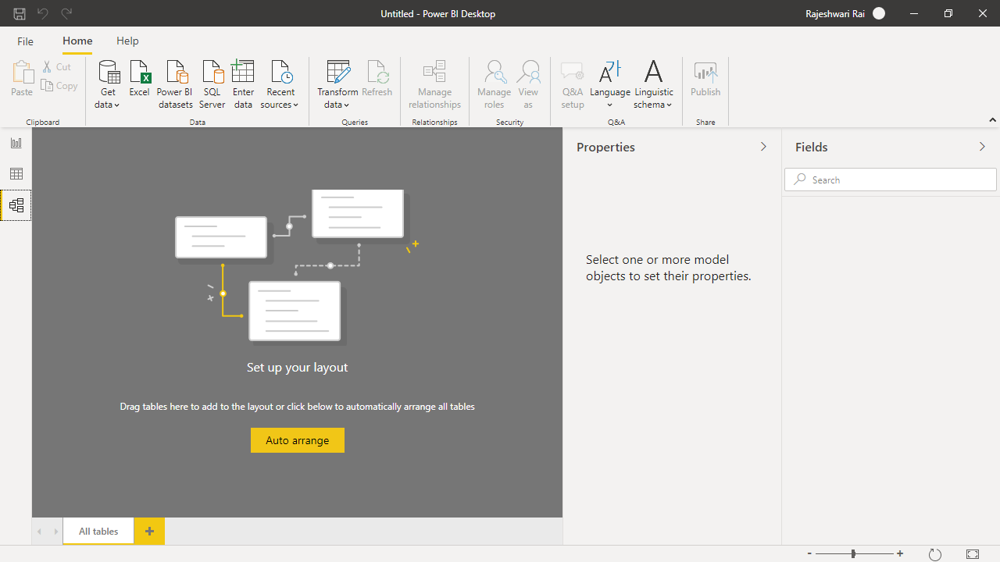 Untitled - Power BI Desktop
Rajeshwari Rai
File
Home
Help
Paste
Cut
Copy
Clipboard
Get
data
Excel
Power BI
datasets
SQL
Server
Enter
data
Recent
sources
Data
Transform
data
Refresh
Queries
Manage
relationships
Relationships
Manage
roles
View
as
Security
Q&A
setup
Language
Linguistic
schema
Q&A
Publish
Share
Properties
Select one or more model
objects to set their properties.
Fields
Search
Set up your layout
Drag tables here to add to the layout or click below to automatically arrange all tables
Auto arrange
All tables
+
- +